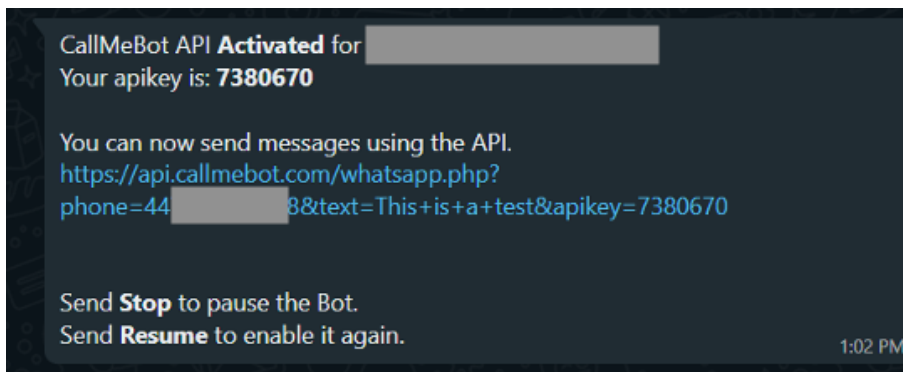 CallMeBot API Activated for
Your apikey is: 7380670
You can now send messages using the API.
https://api.callmebot.com/whatsapp.php?
phone=44 8&text=This+is+a+test&apikey=7380670
Send Stop to pause the Bot.
Send Resume to enable it again.
1:02 PM